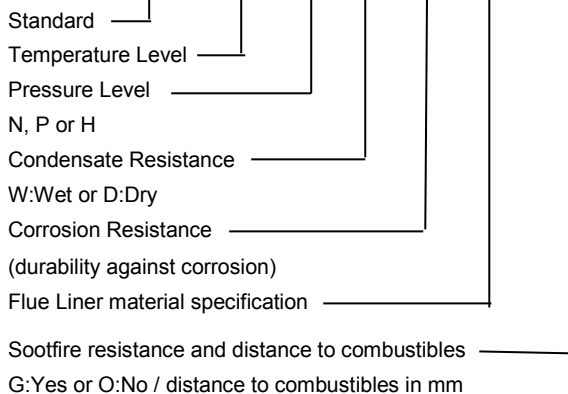 Standard
Temperature Level
Pressure Level
N, P or H
Condensate Resistance
W:Wet or D:Dry
Corrosion Resistance
(durability against corrosion)
Flue Liner material specification
Sootfire resistance and distance to combustibles
G:Yes or O:No / distance to combustibles in mm